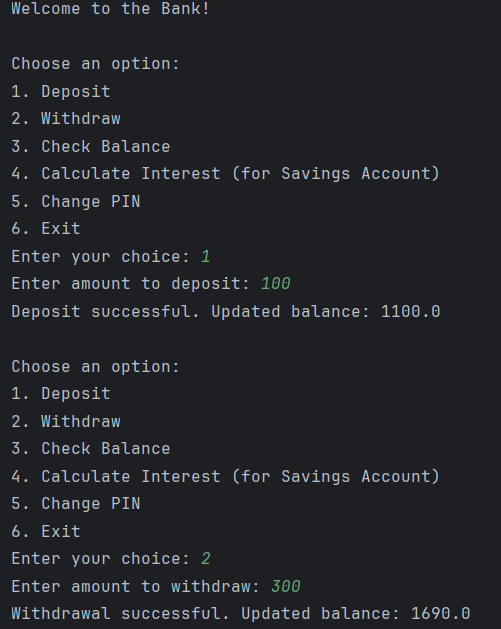 Welcome to the Bank!
Choose an option:
1. Deposit
2. Withdraw
3. Check Balance
4. Calculate Interest (for Savings Account)
5. Change PIN
6. Exit
Enter your choice: 1
Enter amount to deposit: 100
Deposit successful. Updated balance: 1100.0
Choose an option:
1. Deposit
2. Withdraw
3. Check Balance
4. Calculate Interest (for Savings Account)
5. Change PIN
6. Exit
Enter your choice: 2
Enter amount to withdraw: 300
Withdrawal successful. Updated balance: 1690.0